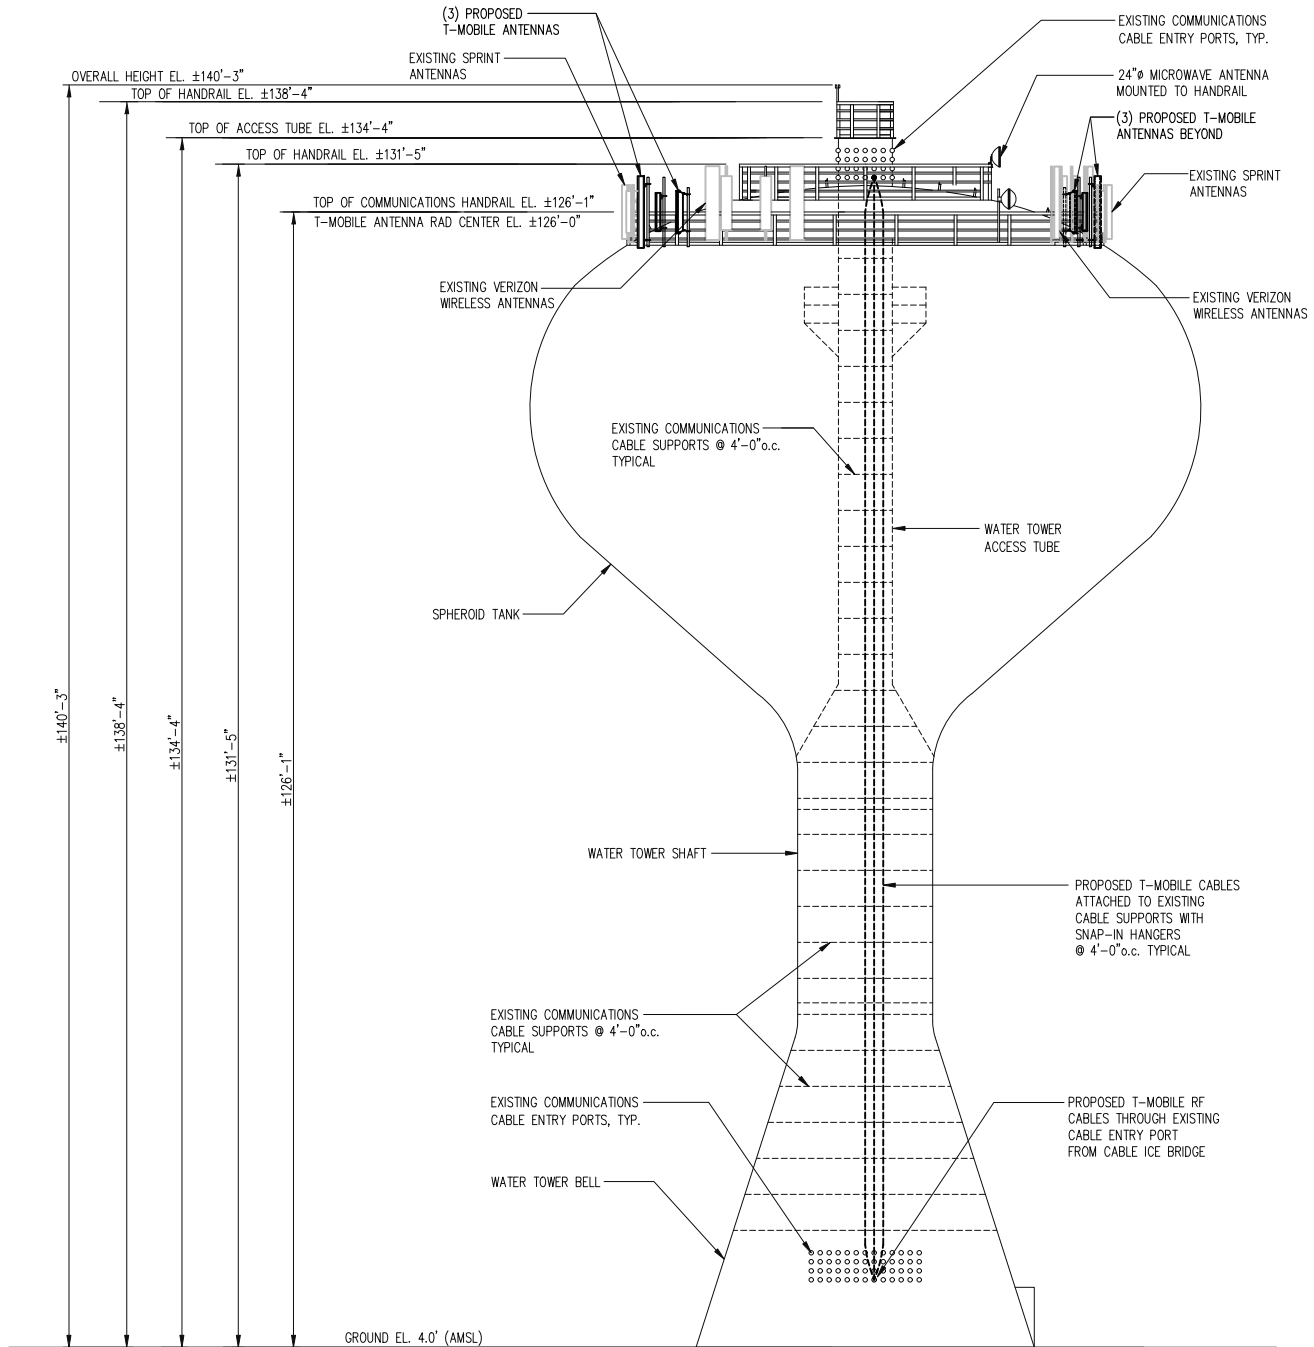 (3) PROPOSED
T-MOBILE ANTENNAS
EXISTING COMMUNICATIONS
CABLE ENTRY PORTS, TYP.
EXISTING SPRINT
ANTENNAS
OVERALL HEIGHT EL. ±140'-3"
24"ø MICROWAVE ANTENNA
MOUNTED TO HANDRAIL
TOP OF HANDRAIL EL. ±138'-4"
(3) PROPOSED T-MOBILE
ANTENNAS BEYOND
TOP OF ACCESS TUBE EL. ±134'-4"
TOP OF HANDRAIL EL. ±131'-5"
EXISTING SPRINT
ANTENNAS
TOP OF COMMUNICATIONS HANDRAIL EL. ±126'-1"
T-MOBILE ANTENNA RAD CENTER EL. ±126'-0"
EXISTING VERIZON
WIRELESS ANTENNAS
EXISTING VERIZON
WIRELESS ANTENNAS
EXISTING COMMUNICATIONS
CABLE SUPPORTS @ 4'-0"o.c.
TYPICAL
WATER TOWER
ACCESS TUBE
SPHEROID TANK
±140'-3"
±138'-4"
±134'-4"
±131'-5"
±126'-1"
WATER TOWER SHAFT
PROPOSED T-MOBILE CABLES
ATTACHED TO EXISTING
CABLE SUPPORTS WITH
SNAP-IN HANGERS
@ 4'-0"o.c. TYPICAL
EXISTING COMMUNICATIONS
CABLE SUPPORTS @ 4'-0"o.c.
TYPICAL
EXISTING COMMUNICATIONS
CABLE ENTRY PORTS, TYP.
PROPOSED T-MOBILE RF
CABLES THROUGH EXISTING
CABLE ENTRY PORT
FROM CABLE ICE BRIDGE
WATER TOWER BELL
GROUND EL. 4.0' (AMSL)